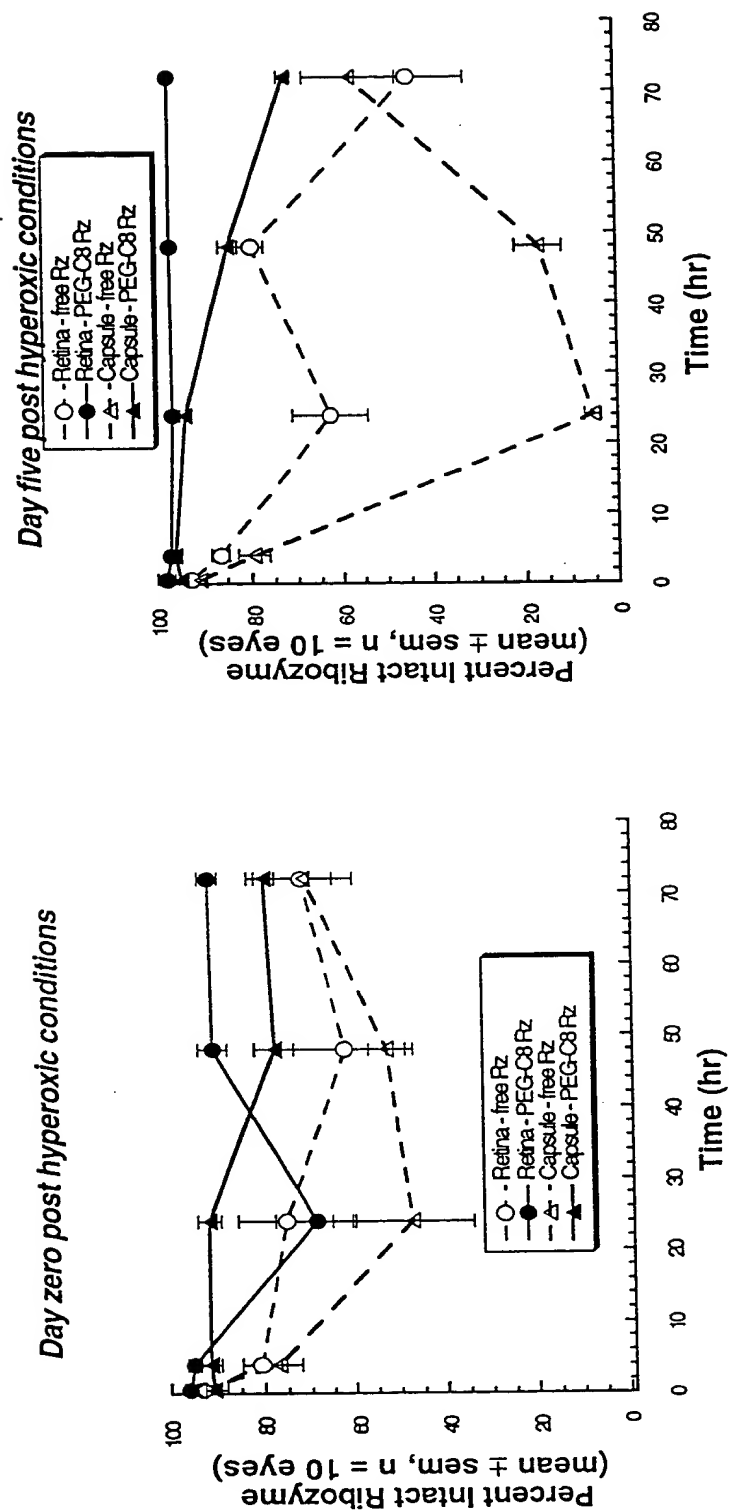 Day zero post hyperoxic conditions
Percent Intact Ribozyme
(mean ± sem, n = 10 eyes)
100
80
60
40
20
0
Retina - free Rz
Retina - PEG-C8 Rz
Capsule - free Rz
Capsule - PEG-C8 Rz
0
10
20
30
40
50
60
70
80
Time (hr)
Day five post hyperoxic conditions
Percent Intact Ribozyme
(mean ± sem, n = 10 eyes)
100
80
60
40
20
0
Retina - free Rz
Retina - PEG-C8 Rz
Capsule - free Rz
Capsule - PEG-C8 Rz
0
10
20
30
40
50
60
70
80
Time (hr)